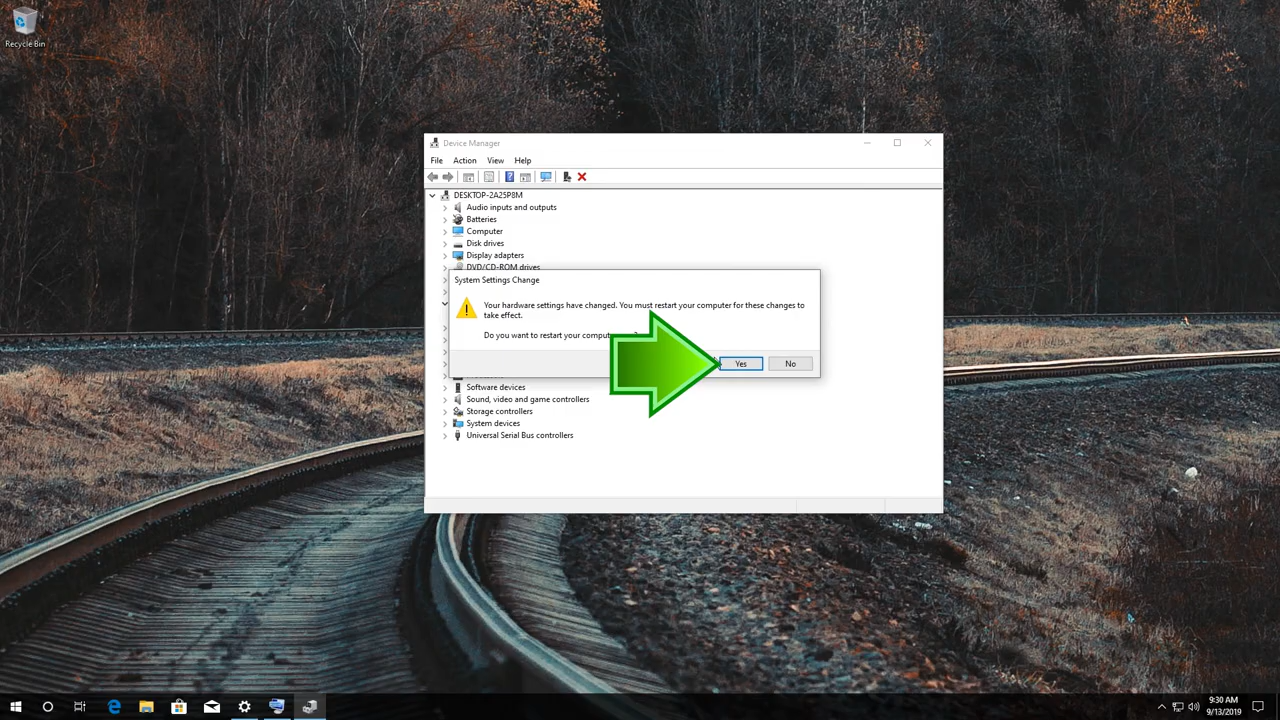 Recycle Bin
Device Manager
File Action View Help
DESKTOP-2A25P8M
Audio inputs and outputs
Batteries
Computer
Disk drives
Display adapters
DVD/CD-ROM drives
System Settings Change
Your hardware settings have changed. You must restart your computer for these changes to
take effect.
Do you want to restart your
Yes No
Software devices
Sound, video and game controllers
Storage controllers
System devices
Universal Serial Bus controllers
9:30 AM
9/13/2019